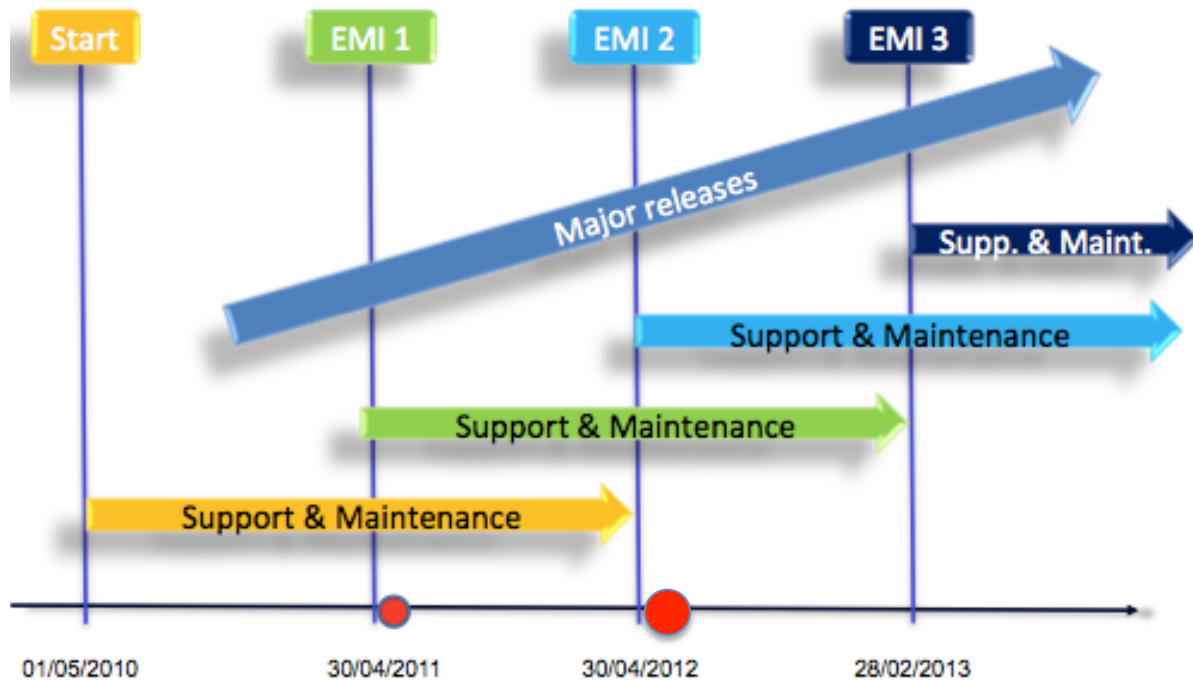 Start
EMI 1
EMI 2
EMI 3
Major releases
Supp. & Maint.
Support & Maintenance
Support & Maintenance
Support & Maintenance
01/05/2010
30/04/2011
30/04/2012
28/02/2013